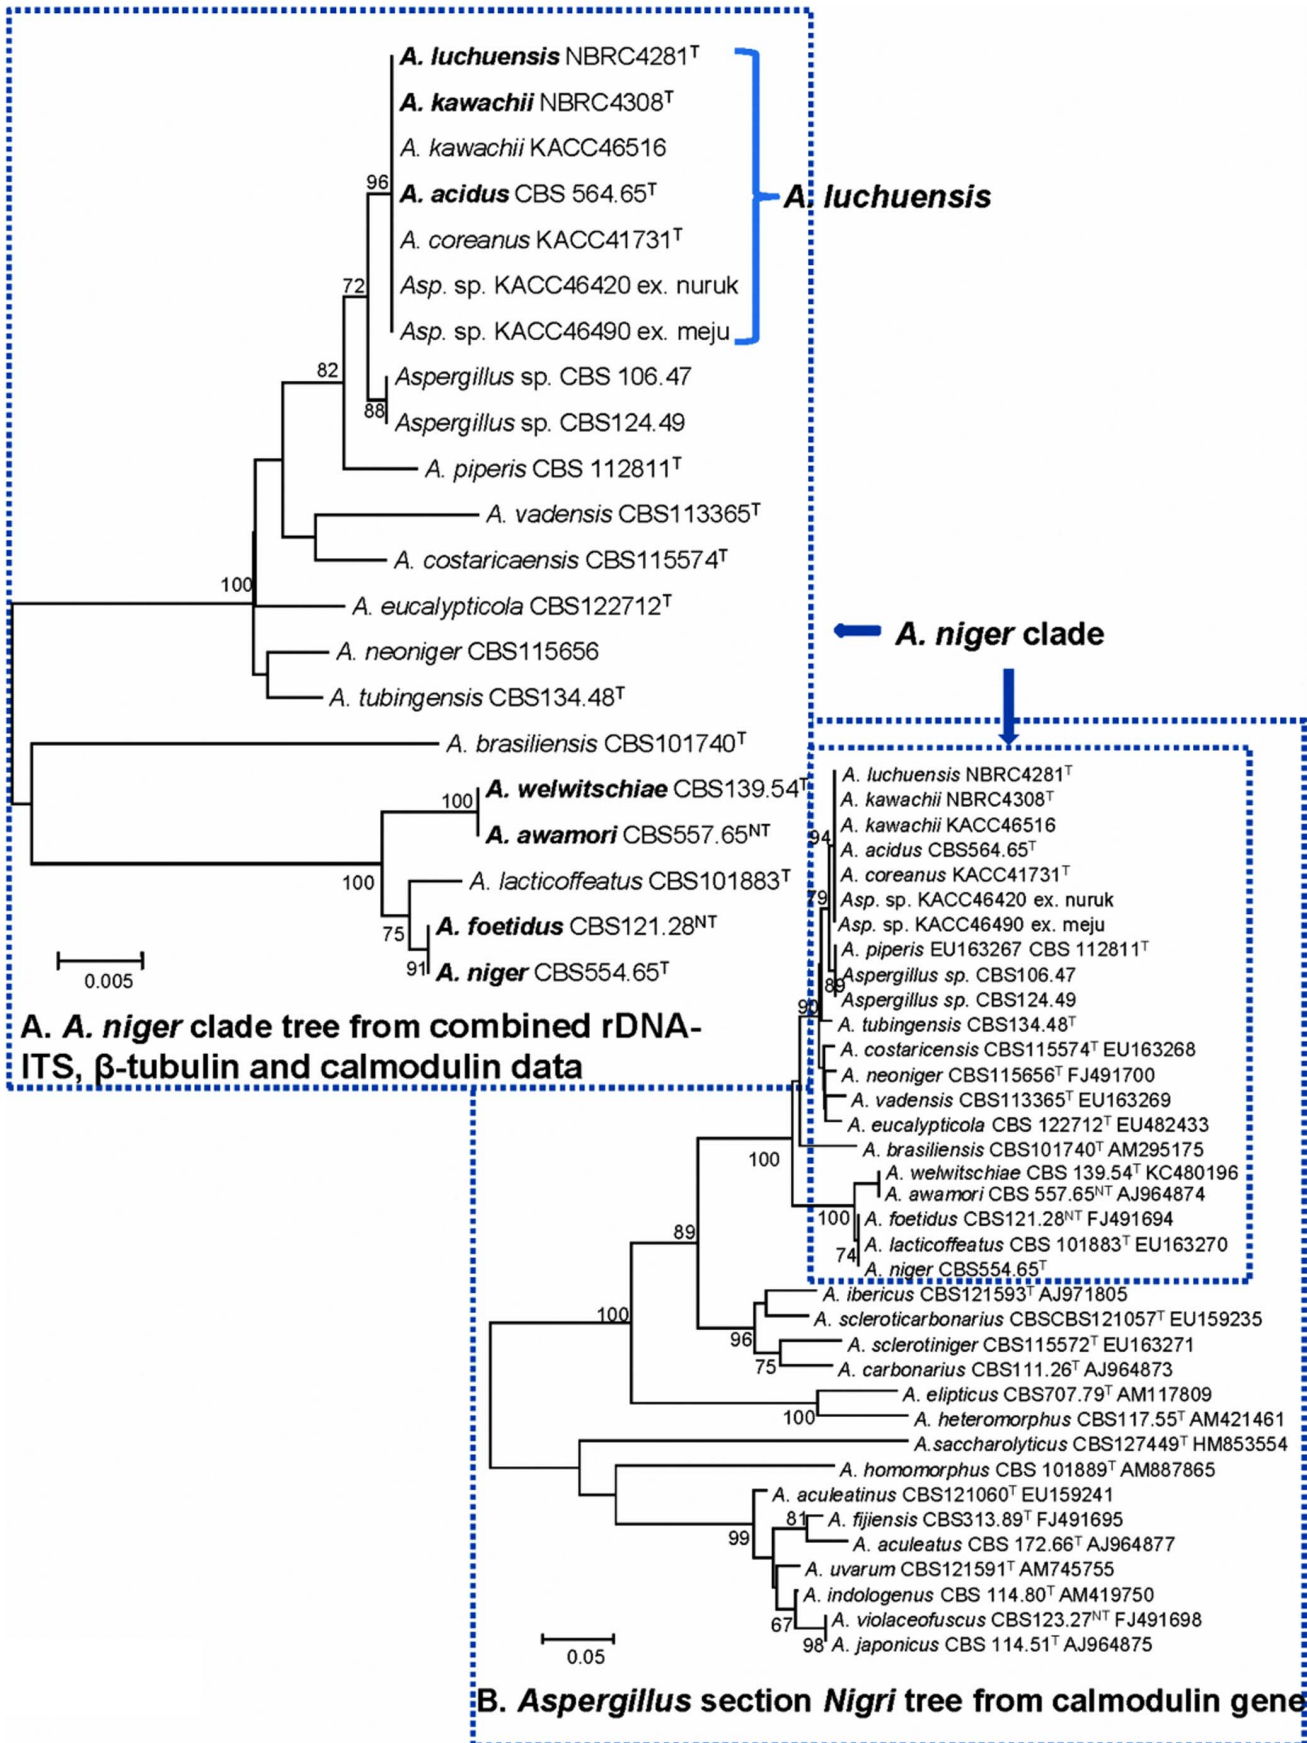 A. luchuensis NBRC4281ᵀ
A. kawachii NBRC4308ᵀ
A. kawachii KACC46516
96
A. acidus CBS 564.65ᵀ
A. luchuensis
A. coreanus KACC41731ᵀ
72
Asp. sp. KACC46420 ex. nuruk
Asp. sp. KACC46490 ex. meju
82
Aspergillus sp. CBS 106.47
88
Aspergillus sp. CBS124.49
A. piperis CBS 112811ᵀ
A. vadensis CBS113365ᵀ
A. costaricaensis CBS115574ᵀ
100
A. eucalypticola CBS122712ᵀ
A. neoniger CBS115656
A. tubingensis CBS134.48ᵀ
A. brasiliensis CBS101740ᵀ
A. welwitschiae CBS139.54ᵀ
100
A. awamori CBS557.65ᴺᵀ
100
A. lacticoffeatus CBS101883ᵀ
75
A. foetidus CBS121.28ᴺᵀ
91
A. niger CBS554.65ᵀ
0.005
A. A. niger clade tree from combined rDNA-
ITS, β-tubulin and calmodulin data
A. niger clade
A. luchuensis NBRC4281ᵀ
A. kawachii NBRC4308ᵀ
A. kawachii KACC46516
94
A. acidus CBS564.65ᵀ
A. coreanus KACC41731ᵀ
79
Asp. sp. KACC46420 ex. nuruk
Asp. sp. KACC46490 ex. meju
A. piperis EU163267 CBS 112811ᵀ
Aspergillus sp. CBS106.47
89
Aspergillus sp. CBS124.49
90
A. tubingensis CBS134.48ᵀ
A. costaricensis CBS115574ᵀ EU163268
A. neoniger CBS115656ᵀ FJ491700
A. vadensis CBS113365ᵀ EU163269
A. eucalypticola CBS 122712ᵀ EU482433
A. brasiliensis CBS101740ᵀ AM295175
100
A. welwitschiae CBS 139.54ᵀ KC480196
A. awamori CBS 557.65ᴺᵀ AJ964874
100
A. foetidus CBS121.28ᴺᵀ FJ491694
A. lacticoffeatus CBS 101883ᵀ EU163270
74
A. niger CBS554.65ᵀ
89
A. ibericus CBS121593ᵀ AJ971805
100
A. scleroticarbonarius CBSCBS121057ᵀ EU159235
96
A. sclerotiniger CBS115572ᵀ EU163271
75
A. carbonarius CBS111.26ᵀ AJ964873
A. elipticus CBS707.79ᵀ AM117809
100
A. heteromorphus CBS117.55ᵀ AM421461
A.saccharolyticus CBS127449ᵀ HM853554
A. homomorphus CBS 101889ᵀ AM887865
A. aculeatinus CBS121060ᵀ EU159241
81
A. fijiensis CBS313.89ᵀ FJ491695
99
A. aculeatus CBS 172.66ᵀ AJ964877
A. uvarum CBS121591ᵀ AM745755
A. indologenus CBS 114.80ᵀ AM419750
67
A. violaceofuscus CBS123.27ᴺᵀ FJ491698
98
A. japonicus CBS 114.51ᵀ AJ964875
0.05
B. Aspergillus section Nigri tree from calmodulin gene